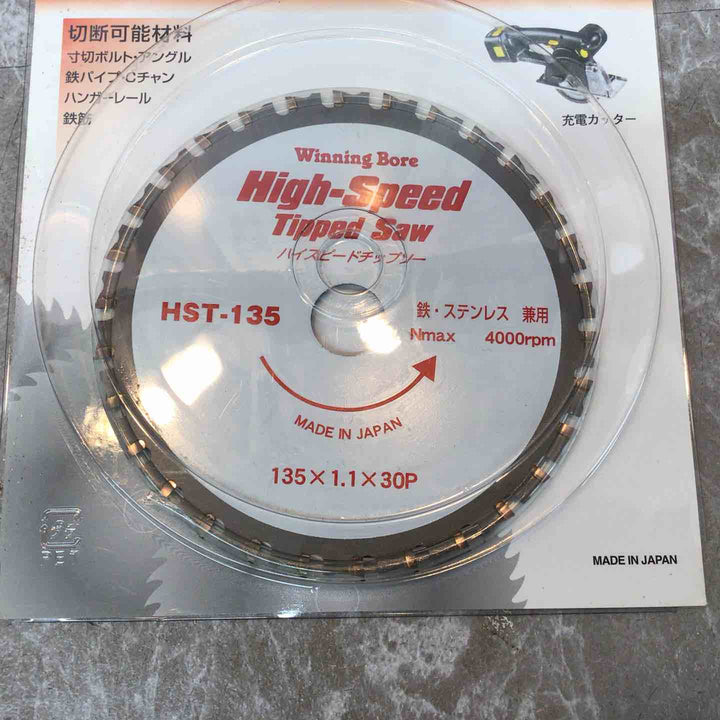 切断可能材料
寸切ボルト・アングル
鉄パイプ・Cチャン
ハンガーレール
鉄筋
充電カッター
Winning Bore
High-Speed
Tipped Saw
ハイスピードチップソー
HST-135
鉄・ステンレス 兼用
Nmax 4000rpm
MADE IN JAPAN
135×1.1×30P
MADE IN JAPAN